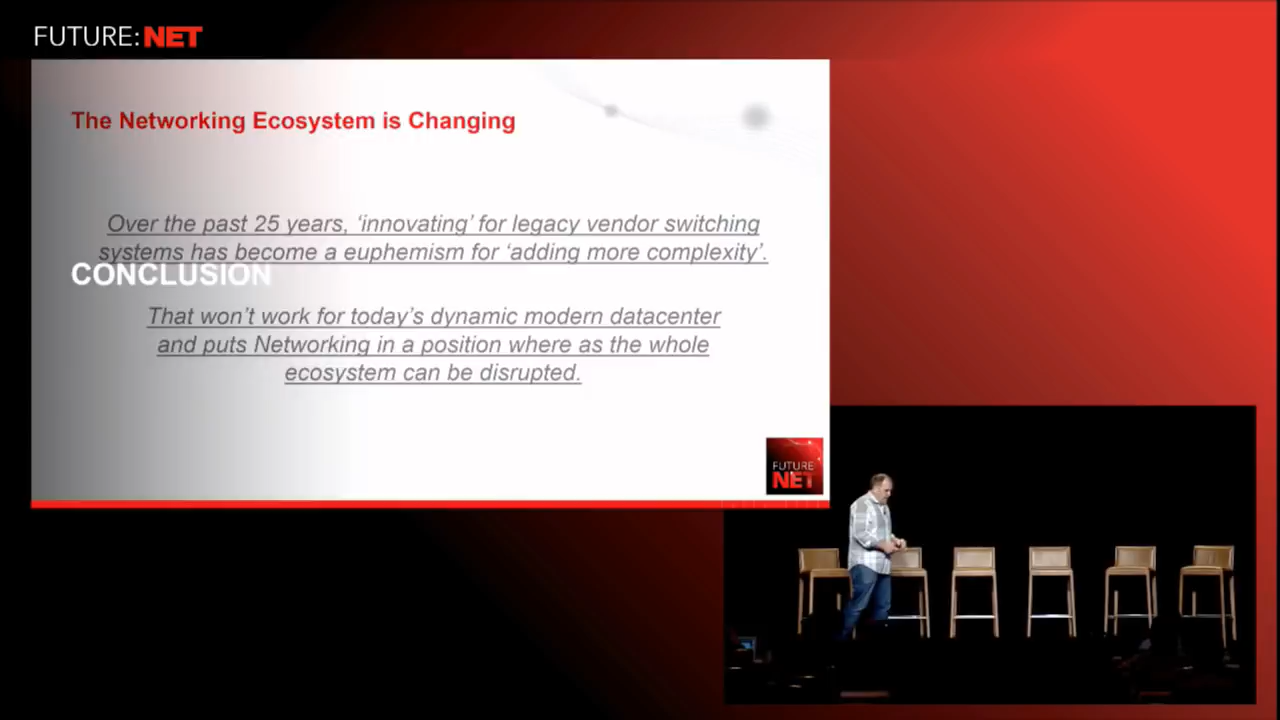 FUTURE:NET
The Networking Ecosystem is Changing
Over the past 25 years, ‘innovating’ for legacy vendor switching
systems has become a euphemism for ‘adding more complexity’.
CONCLUSION
That won’t work for today’s dynamic modern datacenter
and puts Networking in a position where as the whole
ecosystem can be disrupted.
FUTURE:
NET